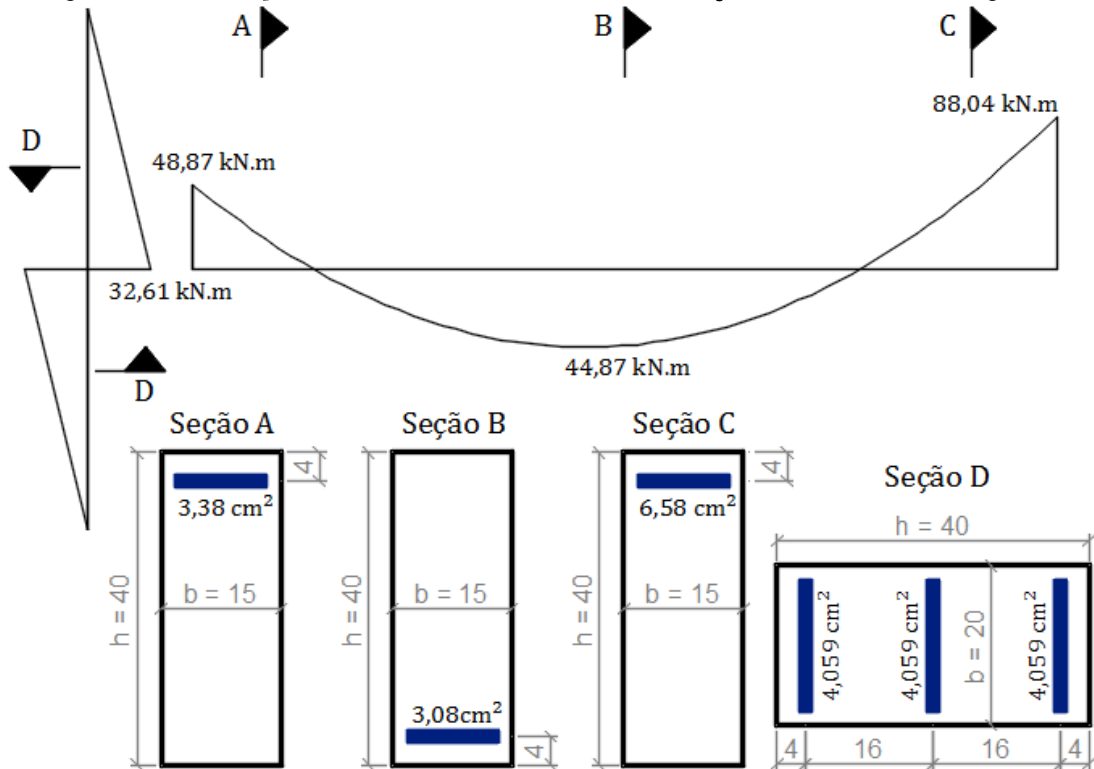 A
B
C
88,04 kN.m
D
48,87 kN.m
32,61 kN.m
44,87 kN.m
D
Seção A
Seção B
Seção C
Seção D
4
3,38 cm²
h = 40
b = 15
h = 40
b = 15
3,08cm²
4
4
6,58 cm²
h = 40
b = 15
h = 40
4,059 cm²
4,059 cm²
b = 20
4,059 cm²
4
16
16
4